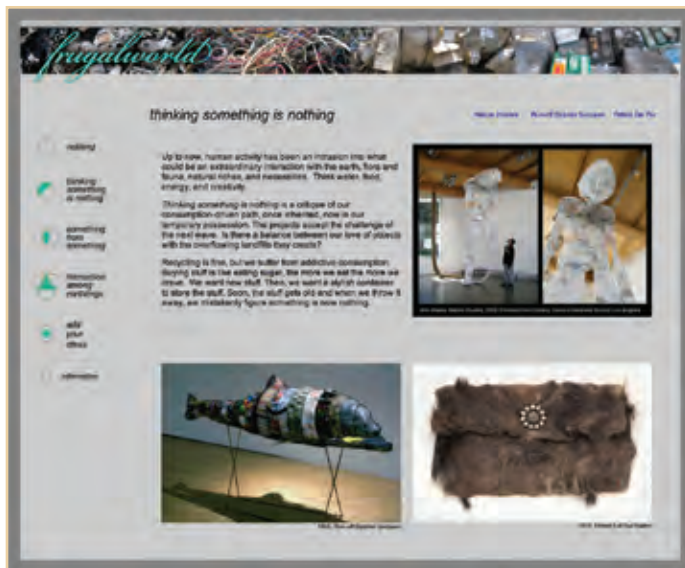 frugalworld
thinking something is nothing
nothing
thinking
something
is nothing
something
from
something
interaction
among
nothings
add
your
ideas
information
Up to now, human activity has been an intrusion into what
could be an extraordinary interaction with the earth, flora and
fauna, natural riches, and necessities. Think water, food,
energy, and creativity.
Thinking something is nothing is a critique of our
consumption-driven path, once inherited, now in our
temporary possession. The projects accept the challenge of
the next wave. Is there a balance between our love of objects
with the overflowing landfills they create?
Recycling is fine, but we suffer from addictive consumption.
Buying stuff is like eating sugar, the more we eat the more we
crave. We want new stuff. Then, we want a stylish container
to store the stuff. Soon, the stuff gets old and when we throw it
away, we mistakenly figure something is now nothing.